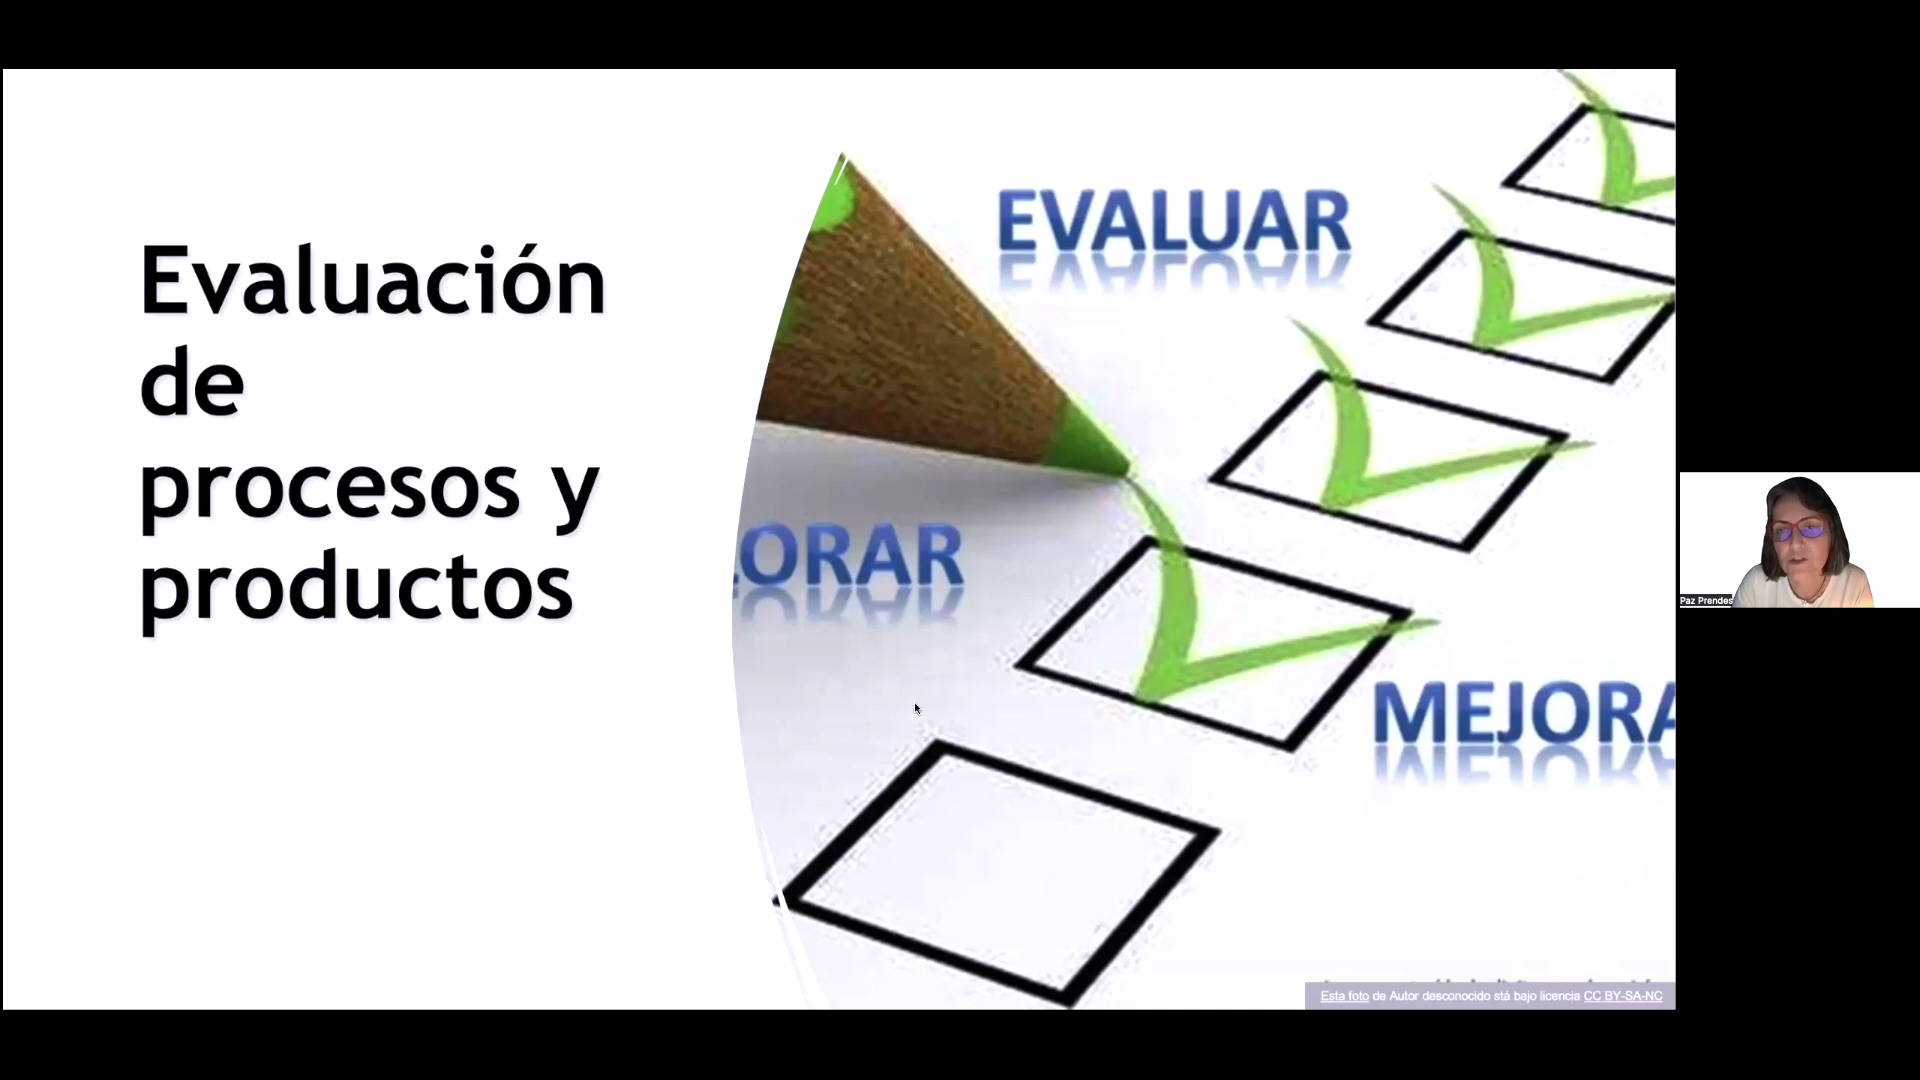 Evaluación
de
procesos y
productos
EVALUAR
ORAR
MEJORA
Esta foto de Autor desconocido stá bajo licencia CC BY-SA-NC
Paz Prendes